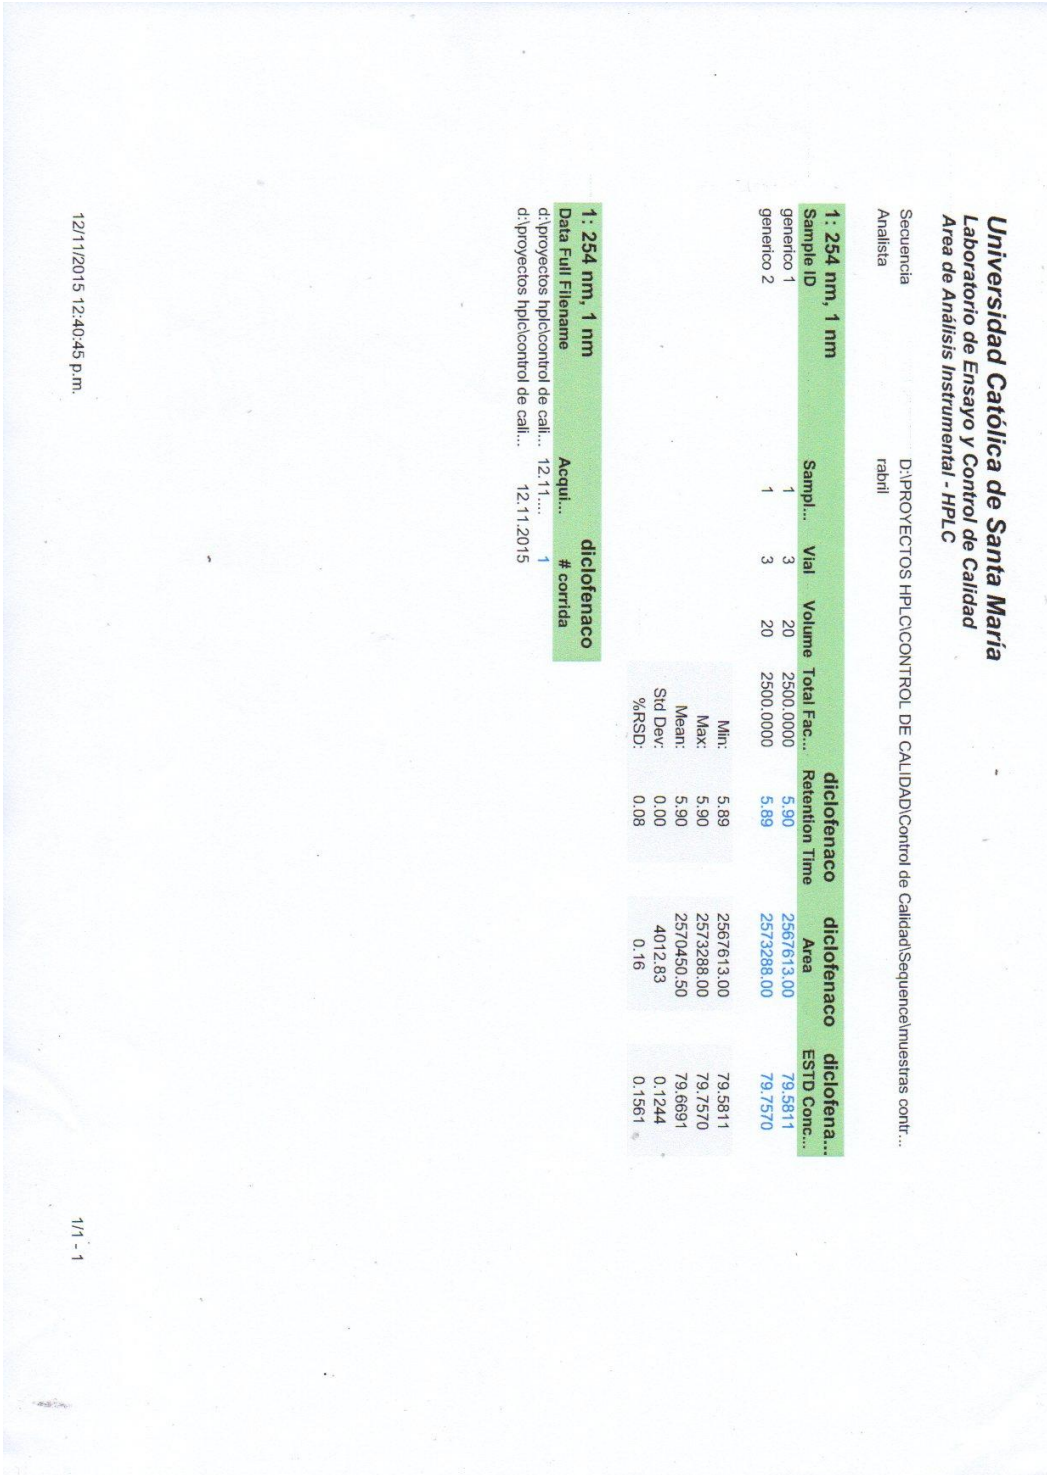 Universidad Católica de Santa María
Laboratorio de Ensayo y Control de Calidad
Area de Análisis Instrumental - HPLC
Secuencia D:\PROYECTOS HPLC\CONTROL DE CALIDAD\Control de Calidad\Sequence\muestras contr...
Analista rabril
1: 254 nm, 1 nm diclofenaco diclofenaco diclofena...
Sample ID Sampl... Vial Volume Total Fac... Retention Time Area ESTD Conc...
generico 1 1 3 20 2500.0000 5.90 2567613.00 79.5811
generico 2 1 3 20 2500.0000 5.89 2573288.00 79.7570
Min: 5.89 2567613.00 79.5811
Max: 5.90 2573288.00 79.7570
Mean: 5.90 2570450.50 79.6691
Std Dev: 0.00 4012.83 0.1244
%RSD: 0.08 0.16 0.1561
1: 254 nm, 1 nm diclofenaco
Data Full Filename Acqui... # corrida
d:\proyectos hplc\control de cali... 12.11.... 1
d:\proyectos hplc\control de cali... 12.11.2015
12/11/2015 12:40:45 p.m. 1/1 - 1